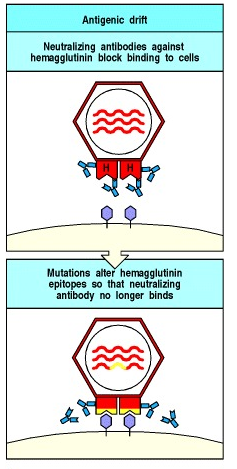 Antigenic drift
Neutralizing antibodies against
hemagglutinin block binding to cells
H H
Mutations alter hemagglutinin
epitopes so that neutralizing
antibody no longer binds